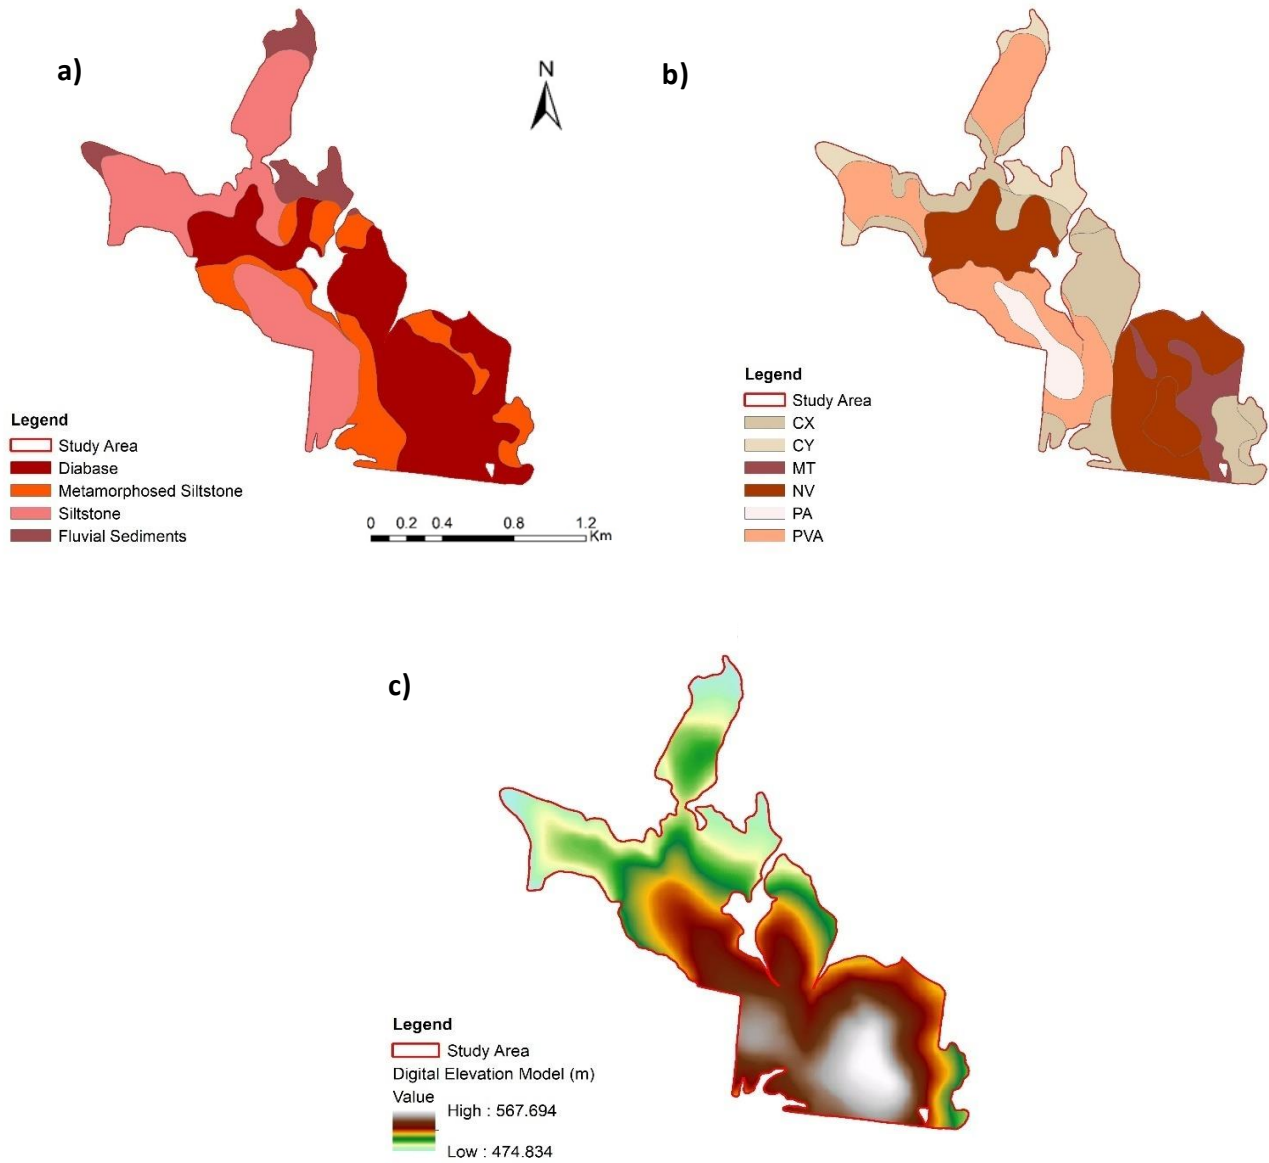 a)
N
b)
Legend
Study Area
Diabase
Metamorphosed Siltstone
Siltstone
Fluvial Sediments
0 0.2 0.4 0.8 1.2
Km
Legend
Study Area
CX
CY
MT
NV
PA
PVA
c)
Legend
Study Area
Digital Elevation Model (m)
Value
High : 567.694
Low : 474.834